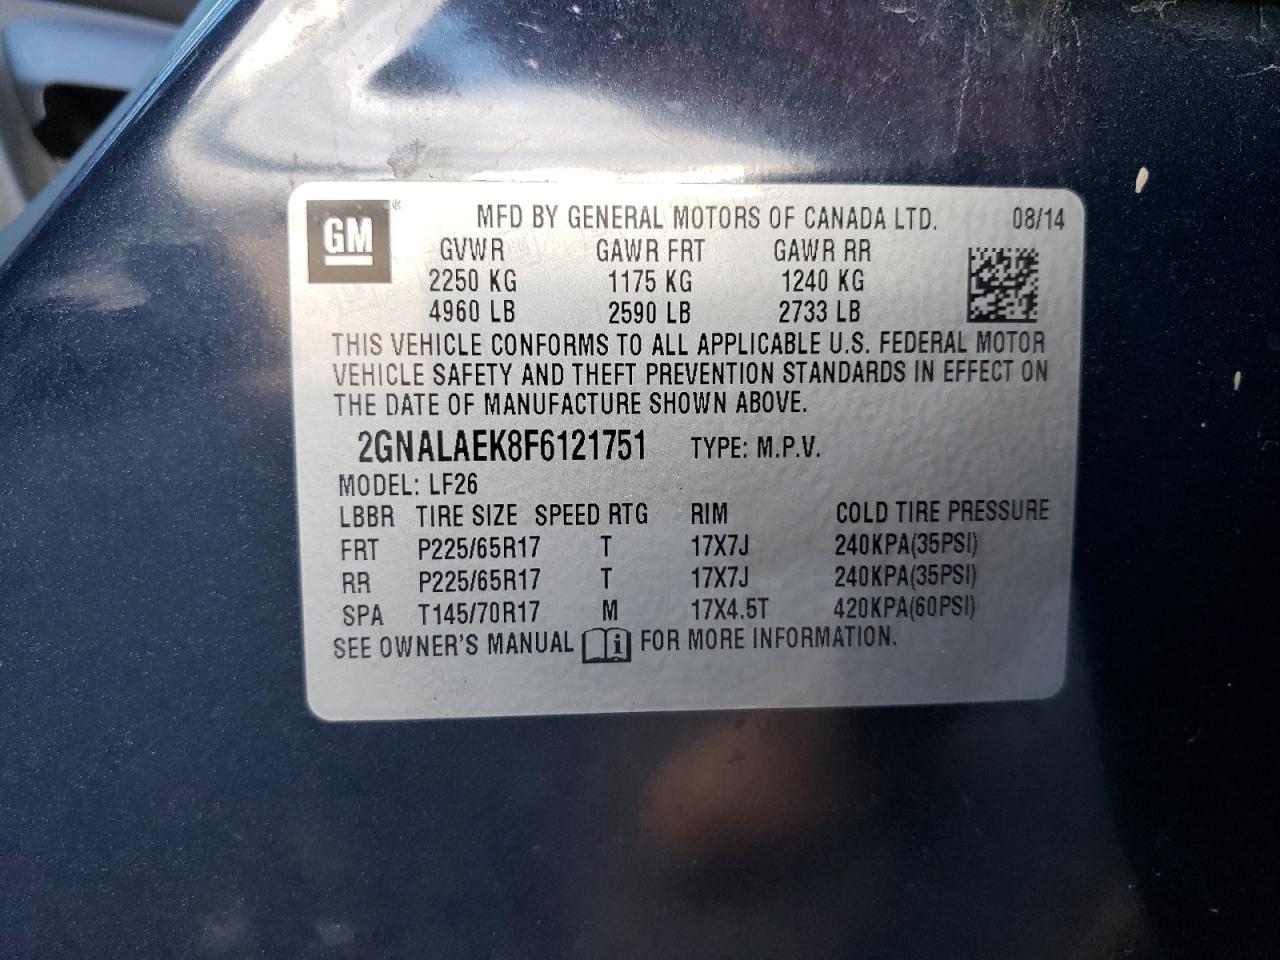 GM ® MFD BY GENERAL MOTORS OF CANADA LTD. 08/14
GVWR GAWR FRT GAWR RR
2250 KG 1175 KG 1240 KG
4960 LB 2590 LB 2733 LB
THIS VEHICLE CONFORMS TO ALL APPLICABLE U.S. FEDERAL MOTOR
VEHICLE SAFETY AND THEFT PREVENTION STANDARDS IN EFFECT ON
THE DATE OF MANUFACTURE SHOWN ABOVE.
2GNALAEK8F6121751 TYPE: M.P.V.
MODEL: LF26
LBBR TIRE SIZE SPEED RTG RIM COLD TIRE PRESSURE
FRT P225/65R17 T 17X7J 240KPA(35PSI)
RR P225/65R17 T 17X7J 240KPA(35PSI)
SPA T145/70R17 M 17X4.5T 420KPA(60PSI)
SEE OWNER'S MANUAL i FOR MORE INFORMATION.